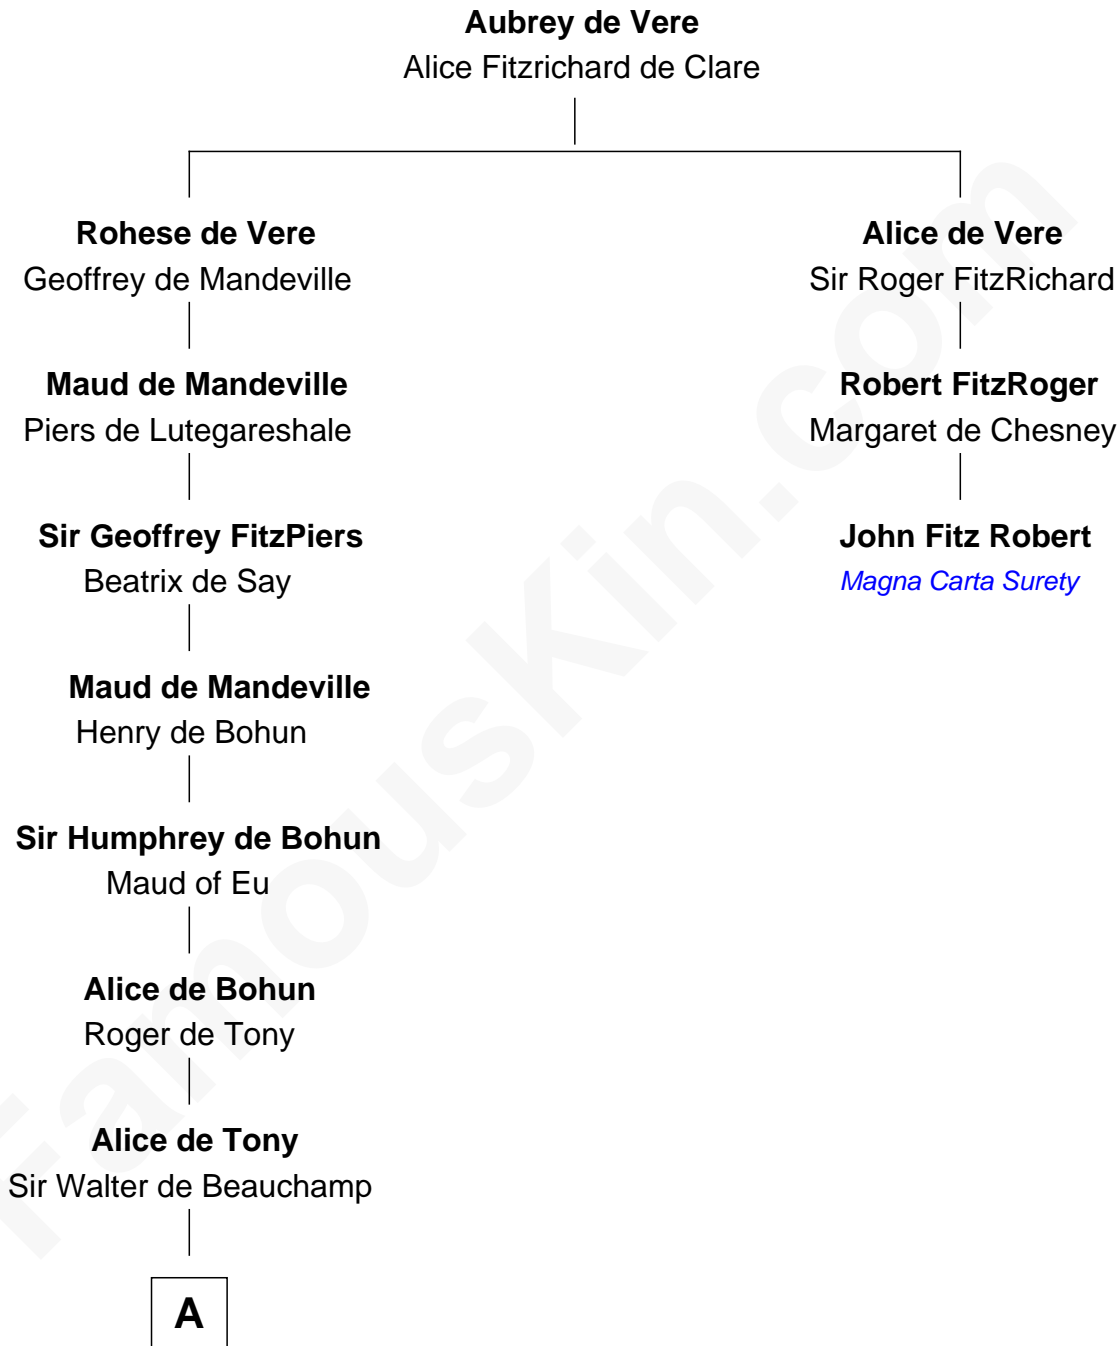 Aubrey de Vere
Alice Fitzrichard de Clare
Rohese de Vere
Geoffrey de Mandeville
Alice de Vere
Sir Roger FitzRichard
Maud de Mandeville
Piers de Lutegareshale
Robert FitzRoger
Margaret de Chesney
Sir Geoffrey FitzPiers
Beatrix de Say
John Fitz Robert
Magna Carta Surety
Maud de Mandeville
Henry de Bohun
Sir Humphrey de Bohun
Maud of Eu
Alice de Bohun
Roger de Tony
Alice de Tony
Sir Walter de Beauchamp
A
FamousKin.com